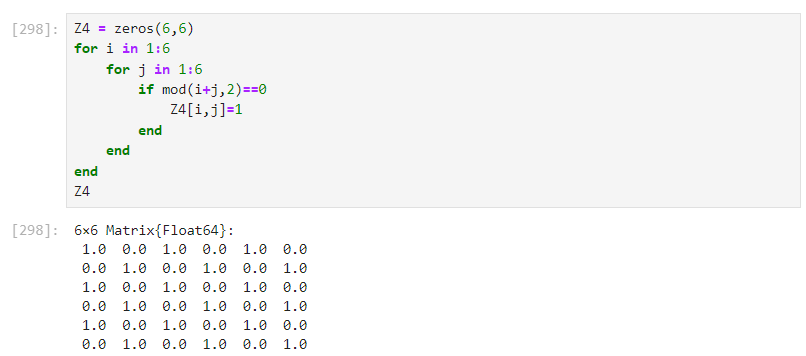 [298]: Z4 = zeros(6,6)
for i in 1:6
    for j in 1:6
        if mod(i+j,2)==0
            Z4[i,j]=1
        end
    end
end
Z4
[298]: 6×6 Matrix{Float64}:
 1.0  0.0  1.0  0.0  1.0  0.0
 0.0  1.0  0.0  1.0  0.0  1.0
 1.0  0.0  1.0  0.0  1.0  0.0
 0.0  1.0  0.0  1.0  0.0  1.0
 1.0  0.0  1.0  0.0  1.0  0.0
 0.0  1.0  0.0  1.0  0.0  1.0